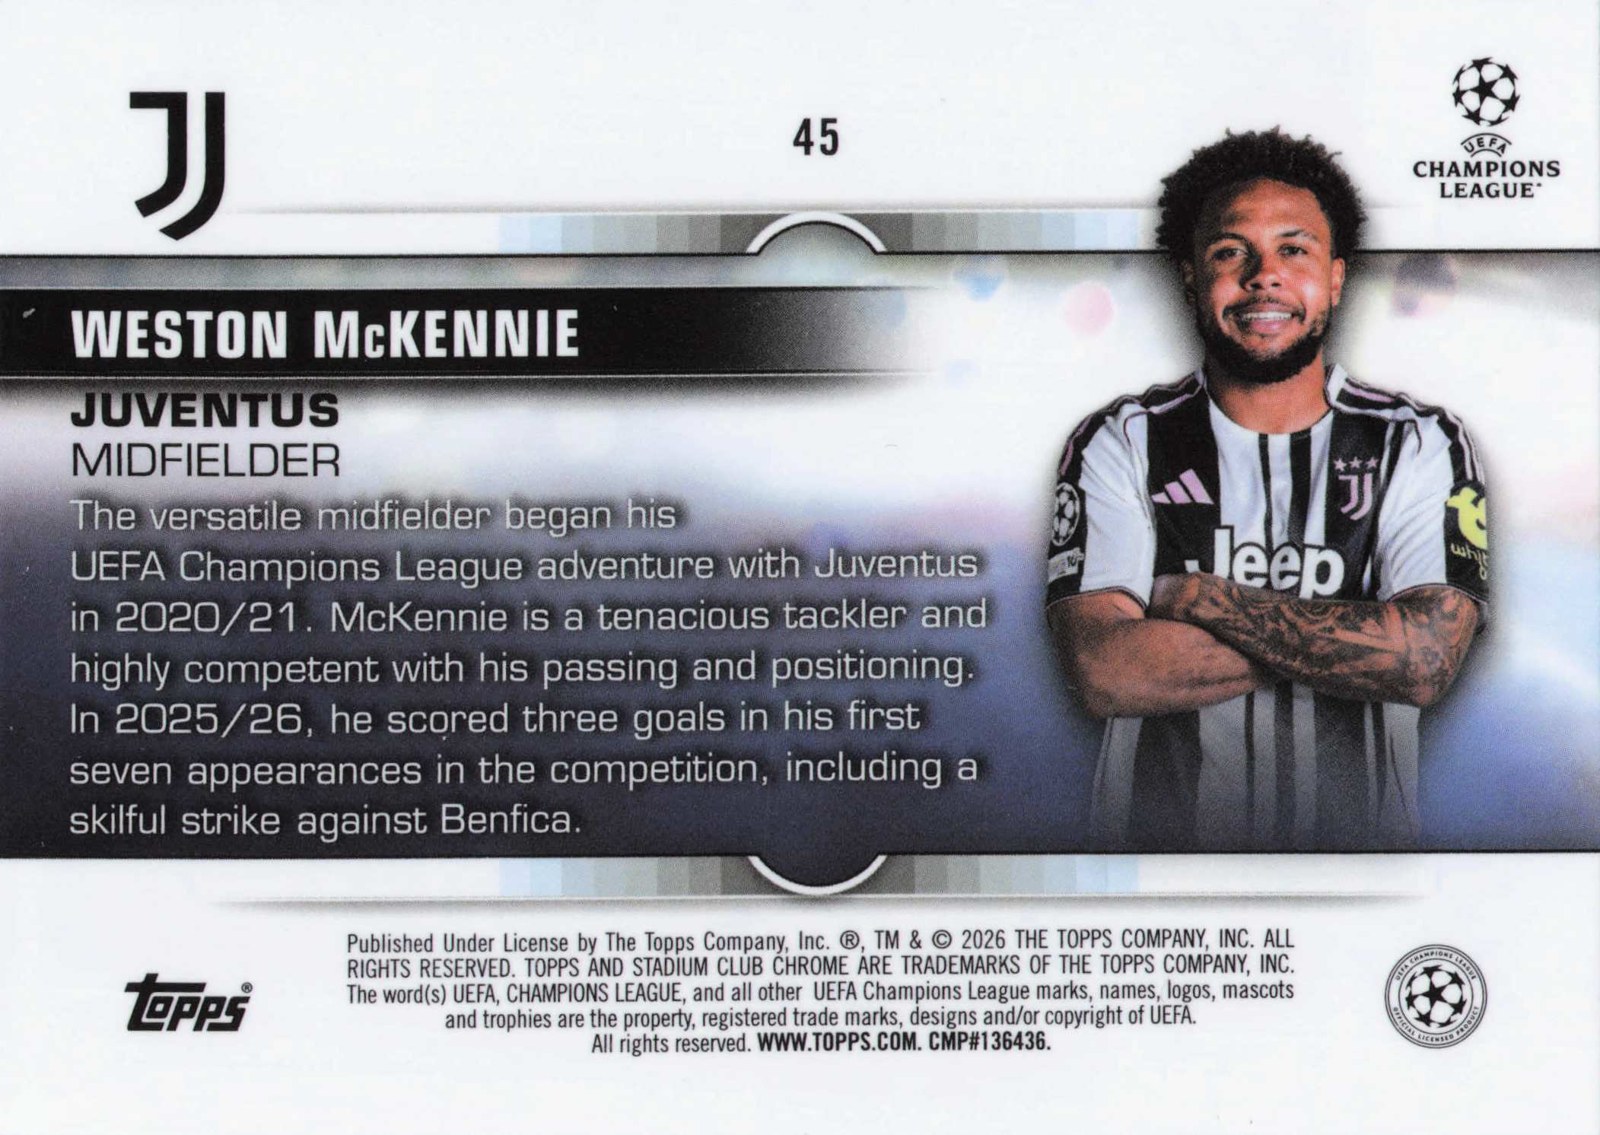 45
UEFA
CHAMPIONS
LEAGUE
WESTON McKENNIE
JUVENTUS
MIDFIELDER
The versatile midfielder began his
UEFA Champions League adventure with Juventus
in 2020/21. McKennie is a tenacious tackler and
highly competent with his passing and positioning.
In 2025/26, he scored three goals in his first
seven appearances in the competition, including a
skilful strike against Benfica.
Jeep
Published Under License by The Topps Company, Inc. ®, TM & © 2026 THE TOPPS COMPANY, INC. ALL
RIGHTS RESERVED. TOPPS AND STADIUM CLUB CHROME ARE TRADEMARKS OF THE TOPPS COMPANY, INC.
The word(s) UEFA, CHAMPIONS LEAGUE, and all other UEFA Champions League marks, names, logos, mascots
and trophies are the property, registered trade marks, designs and/or copyright of UEFA.
All rights reserved. WWW.TOPPS.COM. CMP#136436.
topps®
UEFA CHAMPIONS LEAGUE
OFFICIAL LICENSED PRODUCT